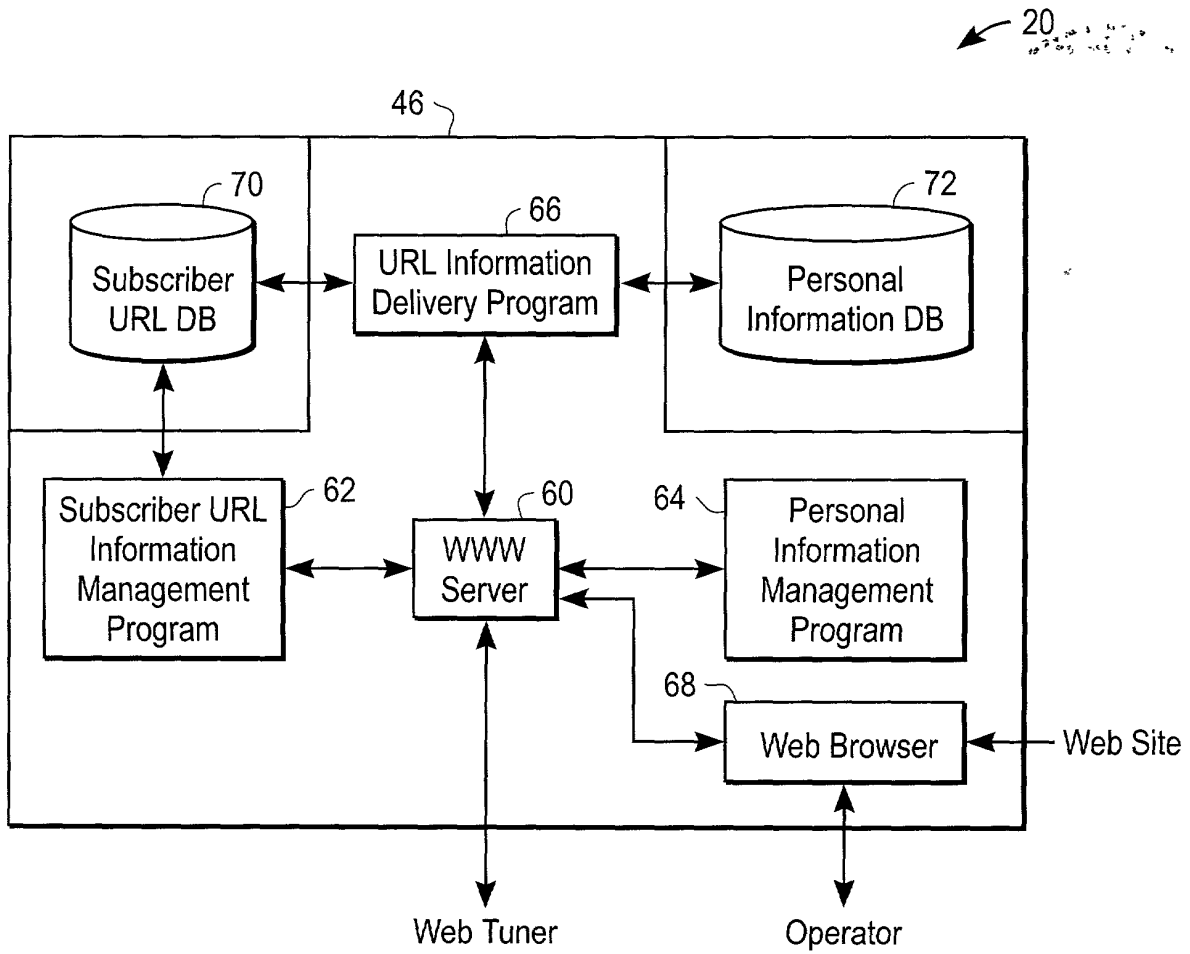 20
46
70
Subscriber
URL DB
66
URL Information
Delivery Program
72
Personal
Information DB
62
Subscriber URL
Information
Management
Program
60
WWW
Server
64
Personal
Information
Management
Program
68
Web Browser
Web Site
Web Tuner
Operator